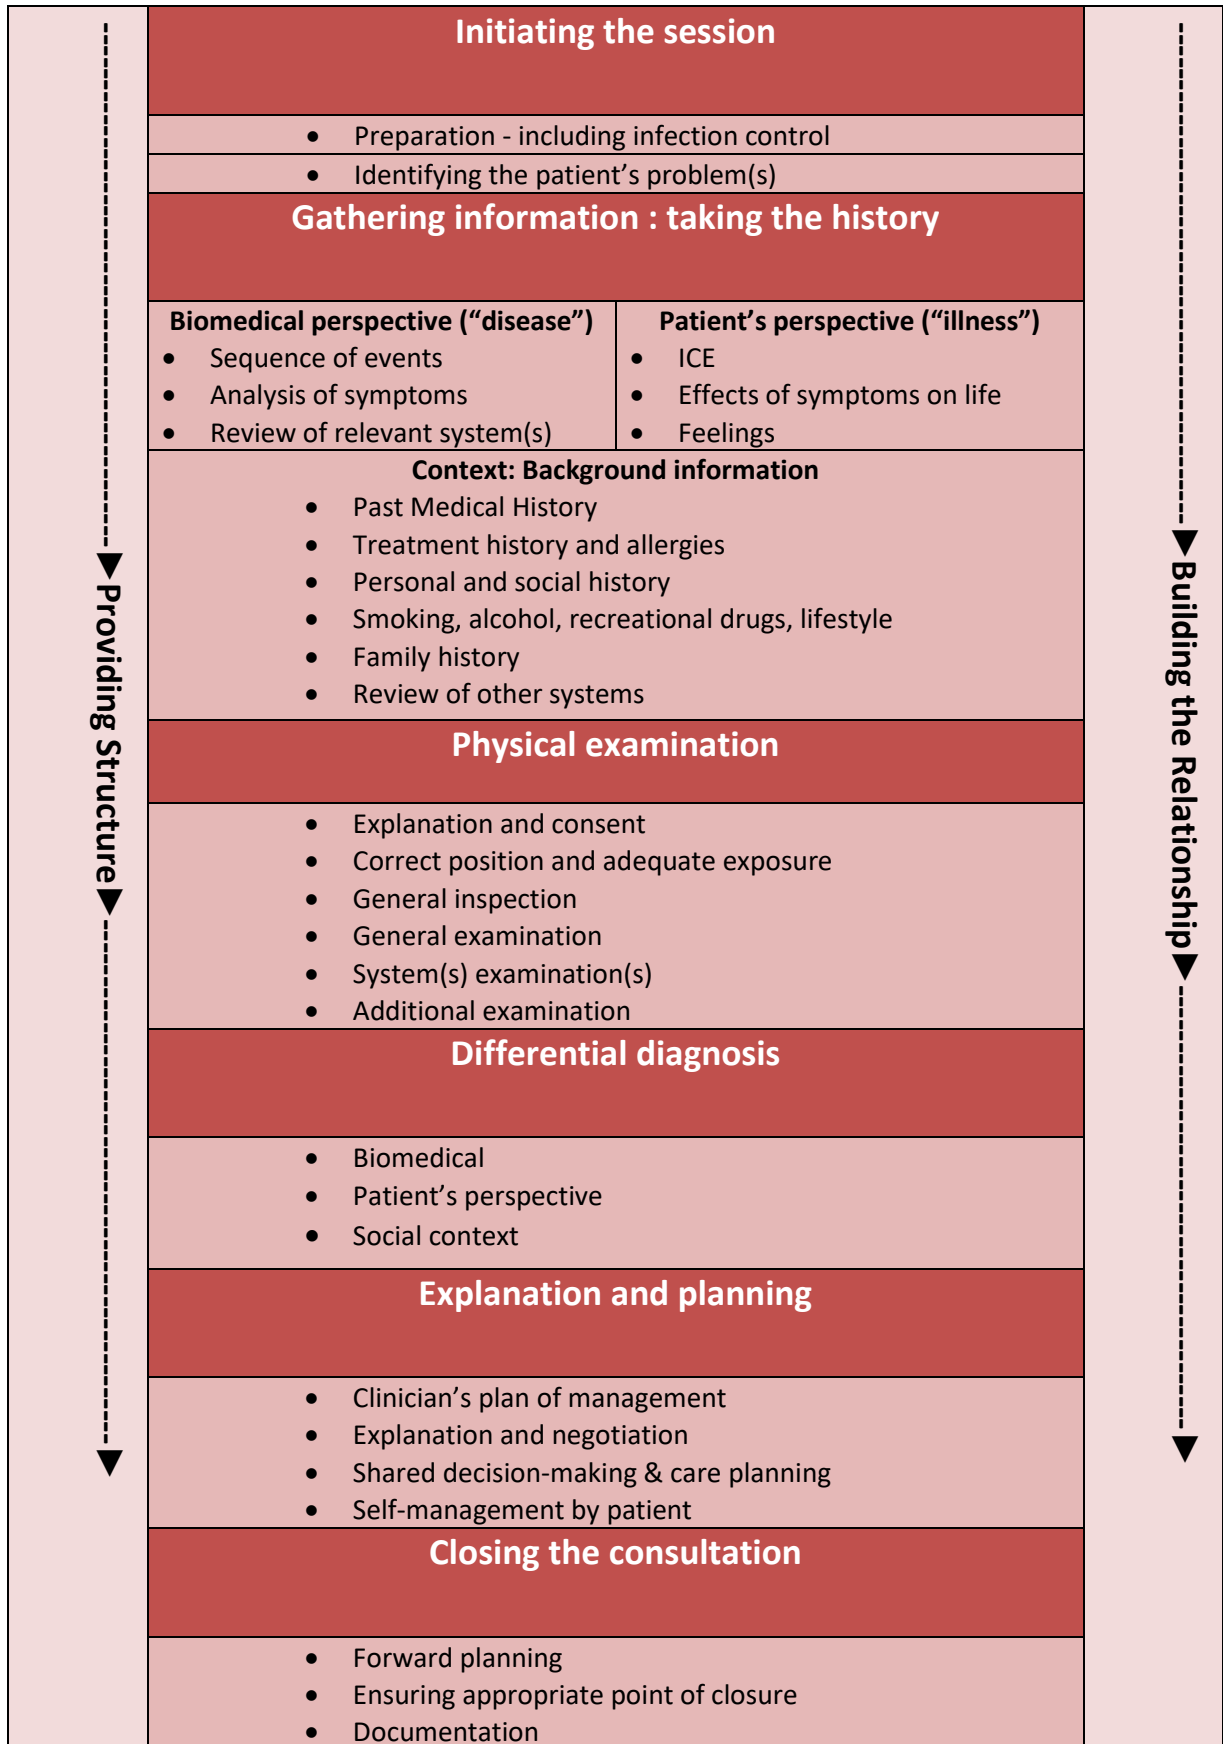 Initiating the session
• Preparation - including infection control
• Identifying the patient’s problem(s)
Gathering information : taking the history
Biomedical perspective (“disease”)
• Sequence of events
• Analysis of symptoms
• Review of relevant system(s)
Patient’s perspective (“illness”)
• ICE
• Effects of symptoms on life
• Feelings
Context: Background information
• Past Medical History
• Treatment history and allergies
• Personal and social history
• Smoking, alcohol, recreational drugs, lifestyle
• Family history
• Review of other systems
Physical examination
• Explanation and consent
• Correct position and adequate exposure
• General inspection
• General examination
• System(s) examination(s)
• Additional examination
Differential diagnosis
• Biomedical
• Patient’s perspective
• Social context
Explanation and planning
• Clinician’s plan of management
• Explanation and negotiation
• Shared decision-making & care planning
• Self-management by patient
Closing the consultation
• Forward planning
• Ensuring appropriate point of closure
• Documentation
Providing Structure
Building the Relationship